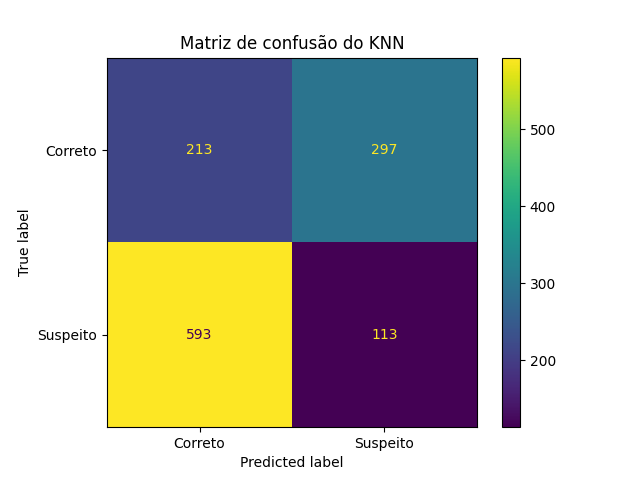 Matriz de confusão do KNN
True label
Correto
213
297
Suspeito
593
113
Correto
Suspeito
Predicted label
500
400
300
200